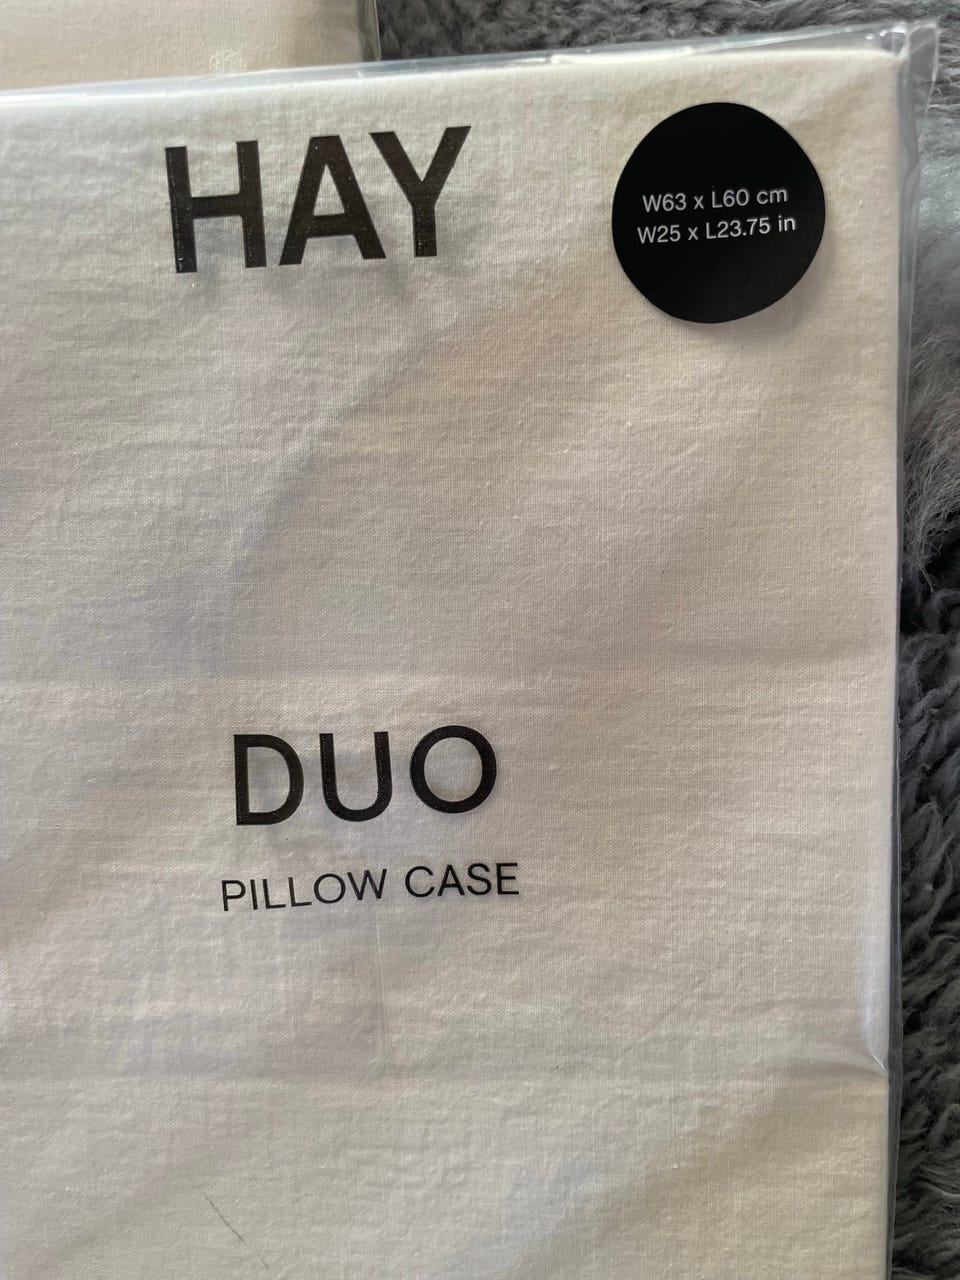 HAY
W63 x L60 cm
W25 x L23.75 in
DUO
PILLOW CASE